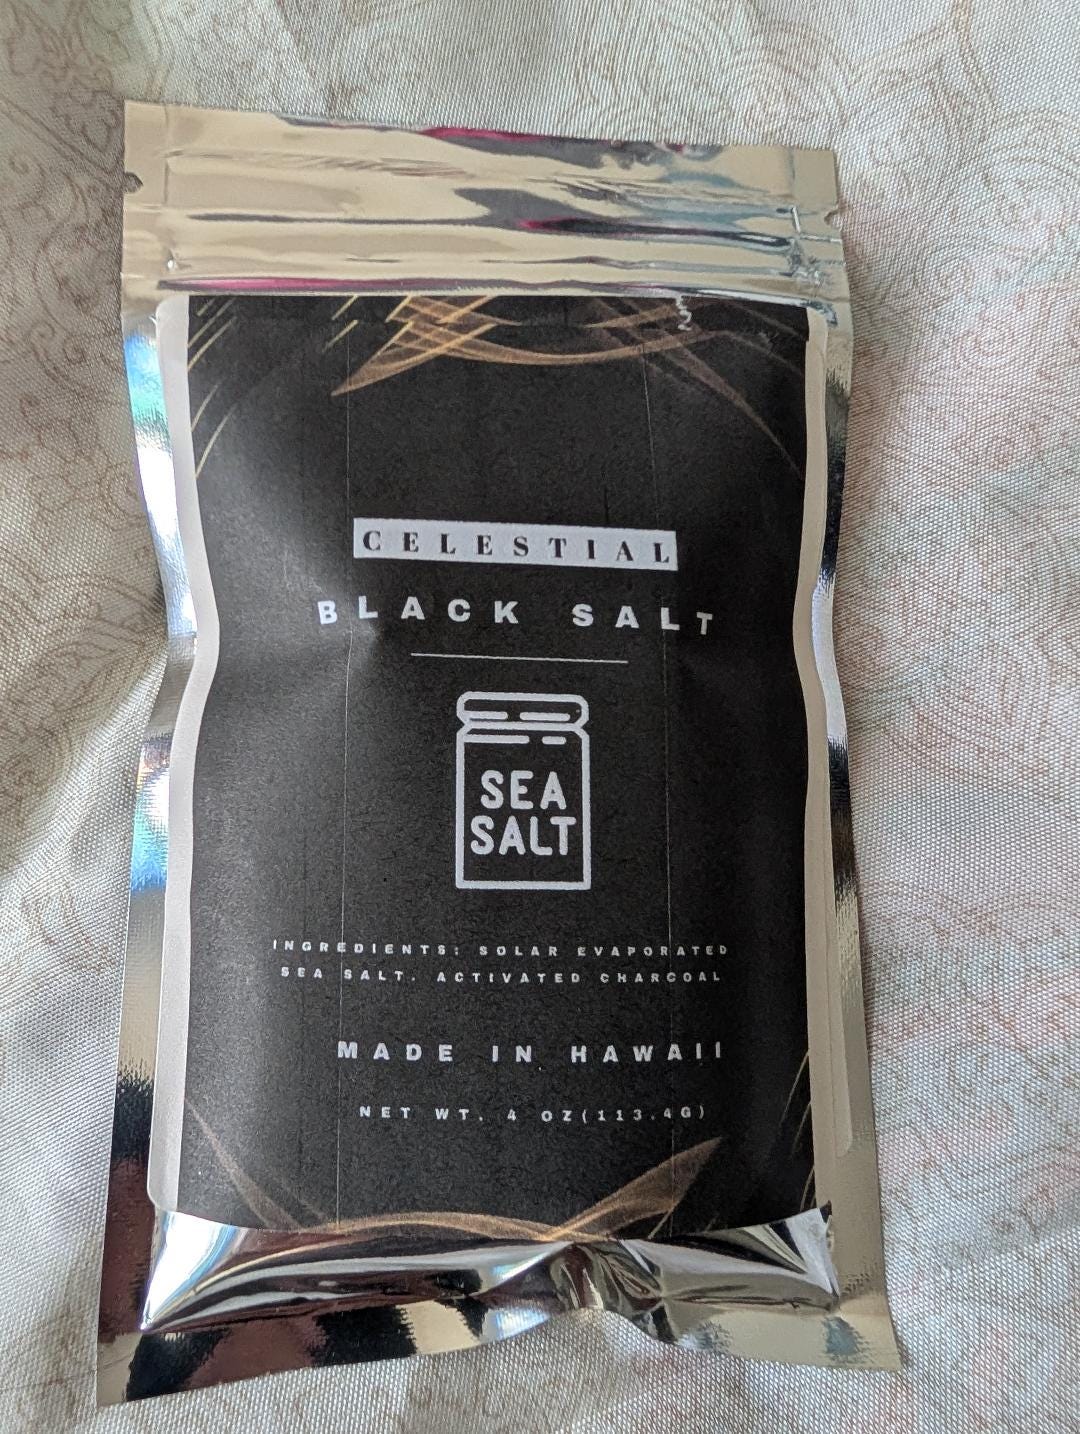 CELESTIAL
BLACK SALT
SEA
SALT
INGREDIENTS: SOLAR EVAPORATED
SEA SALT. ACTIVATED CHARCOAL
MADE IN HAWAII
NET WT. 4 OZ(113.4G)